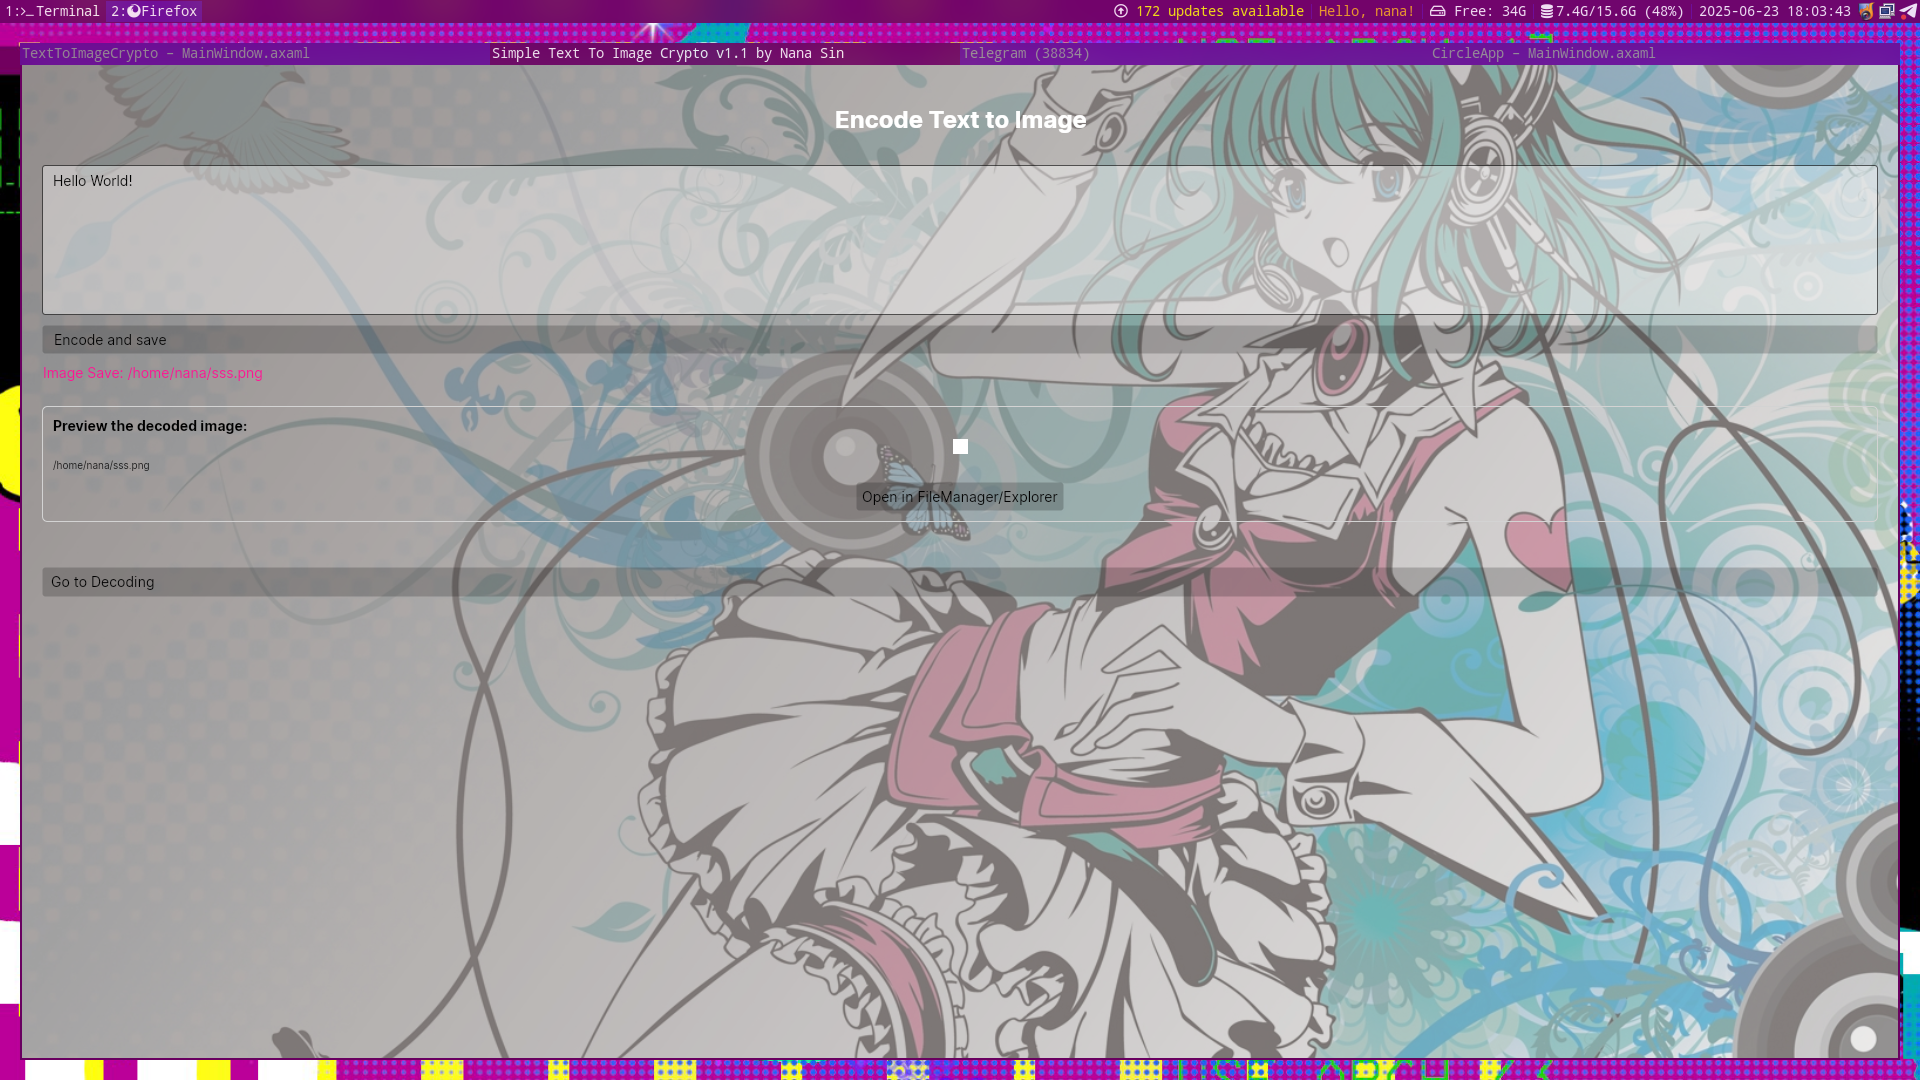 1:>_Terminal 2:Firefox 172 updates available Hello, nana! Free: 34G 7.4G/15.6G (48%) 2025-06-23 18:03:43
TextToImageCrypto – MainWindow.axaml Simple Text To Image Crypto v1.1 by Nana Sin Telegram (38834) CircleApp – MainWindow.axaml
Encode Text to Image
Hello World!
Encode and save
Image Save: /home/nana/sss.png
Preview the decoded image:
/home/nana/sss.png
Open in FileManager/Explorer
Go to Decoding